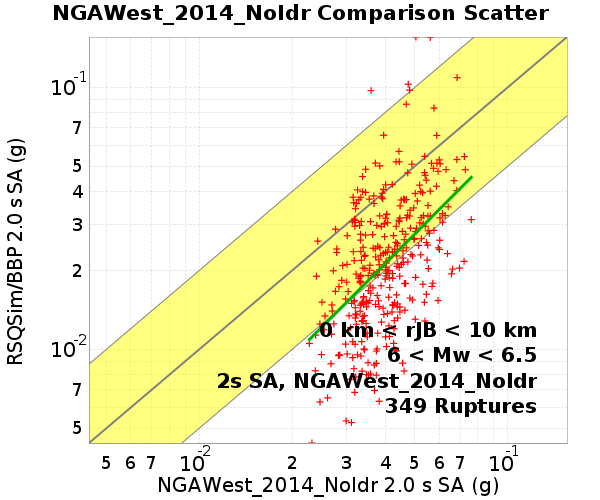 NGAWest_2014_NoIdr Comparison Scatter
RSQSim/BBP 2.0 s SA (g)
10-1
7
5
4
3
2
10-2
7
5
0 km < rJB < 10 km
6 < Mw < 6.5
2s SA, NGAWest_2014_NoIdr
349 Ruptures
5 6 7 10-2 2 3 4 5 6 7 10-1
NGAWest_2014_NoIdr 2.0 s SA (g)